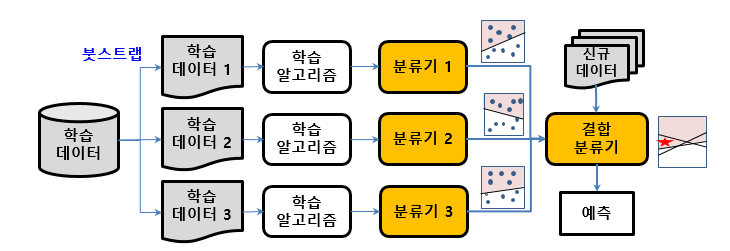 붓스트랩
학습
데이터
학습
데이터 1
학습
알고리즘
분류기 1
학습
데이터 2
학습
알고리즘
분류기 2
학습
데이터 3
학습
알고리즘
분류기 3
신규
데이터
결합
분류기
예측